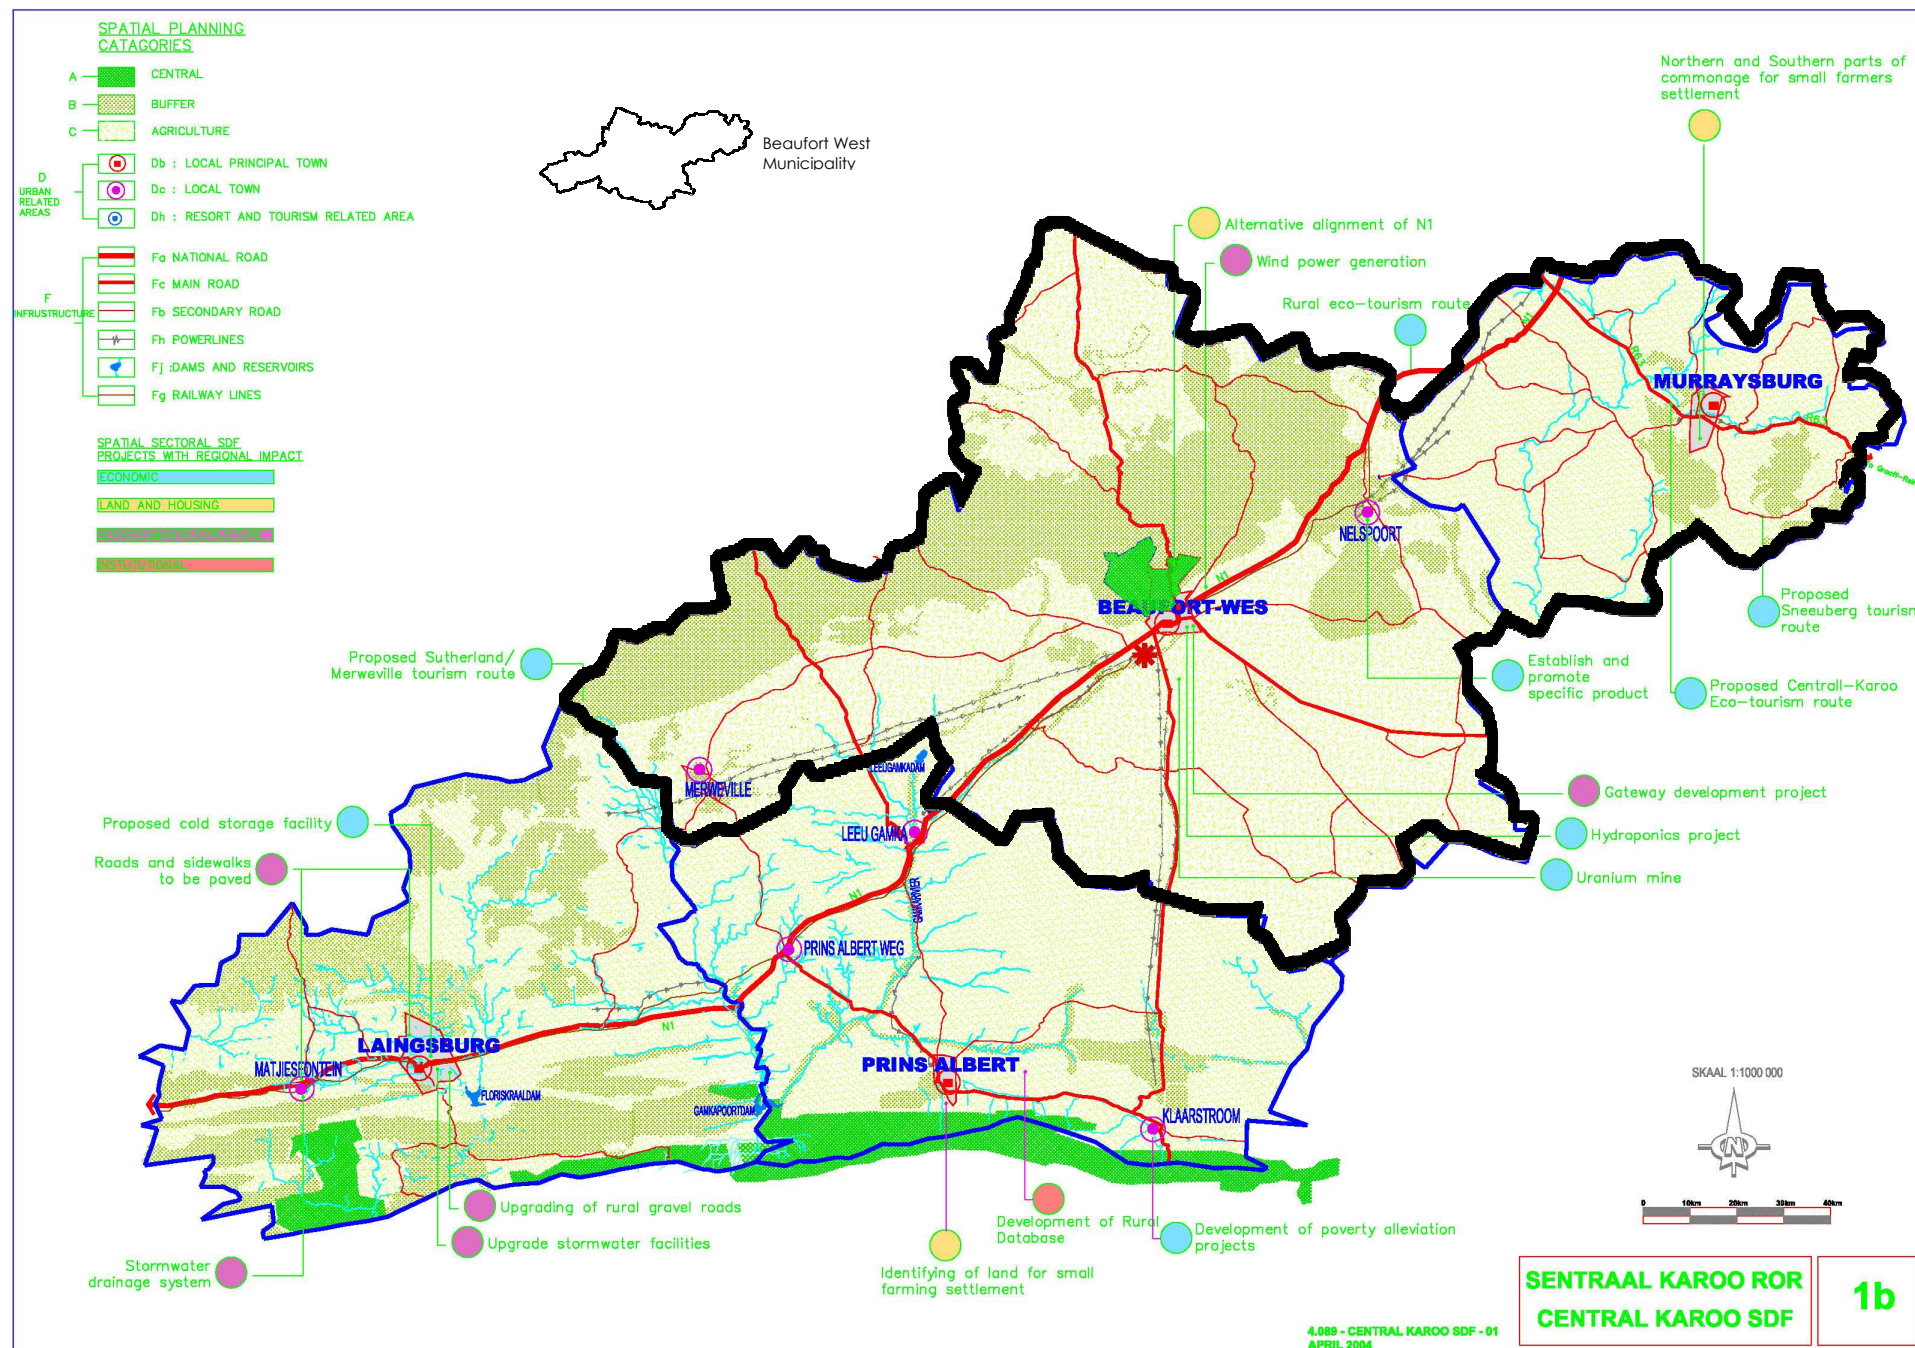 SPATIAL PLANNING
CATAGORIES
A
CENTRAL
B
BUFFER
C
AGRICULTURE
D
URBAN
RELATED
AREAS
Db : LOCAL PRINCIPAL TOWN
Dc : LOCAL TOWN
Dh : RESORT AND TOURISM RELATED AREA
F
INFRUSTRUCTURE
Fa NATIONAL ROAD
Fc MAIN ROAD
Fb SECONDARY ROAD
Fh POWERLINES
Fj :DAMS AND RESERVOIRS
Fg RAILWAY LINES
SPATIAL SECTORAL SDF
PROJECTS WITH REGIONAL IMPACT
ECONOMIC
LAND AND HOUSING
INSTUTUTIONAL
Beaufort West
Municipality
Northern and Southern parts of
commonage for small farmers
settlement
Alternative alignment of N1
Wind power generation
Rural eco-tourism route
N1
R63
MURRAYSBURG
R63
NELSPOORT
N1
BEAUFORT-WES
Proposed
Sneeuberg tourism
route
Establish and
promote
specific product
Proposed Centrall-Karoo
Eco-tourism route
Proposed Sutherland/
Merweville tourism route
MERWEVILLE
LEEUGAMKADAM
LEEU GAMKA
Gateway development project
Hydroponics project
Uranium mine
Proposed cold storage facility
Roads and sidewalks
to be paved
N1
PRINS ALBERT WEG
N1
LAINGSBURG
MATJIESFONTEIN
FLORISKRAALDAM
PRINS ALBERT
GAMKAPOORTDAM
KLAARSTROOM
SKAAL 1:1000 000
N
0 10km 20km 30km 40km
Upgrading of rural gravel roads
Upgrade stormwater facilities
Stormwater
drainage system
Development of Rural
Database
Development of poverty alleviation
projects
Identifying of land for small
farming settlement
SENTRAAL KAROO ROR
CENTRAL KAROO SDF
1b
4.089 - CENTRAL KAROO SDF - 01
APRIL 2004